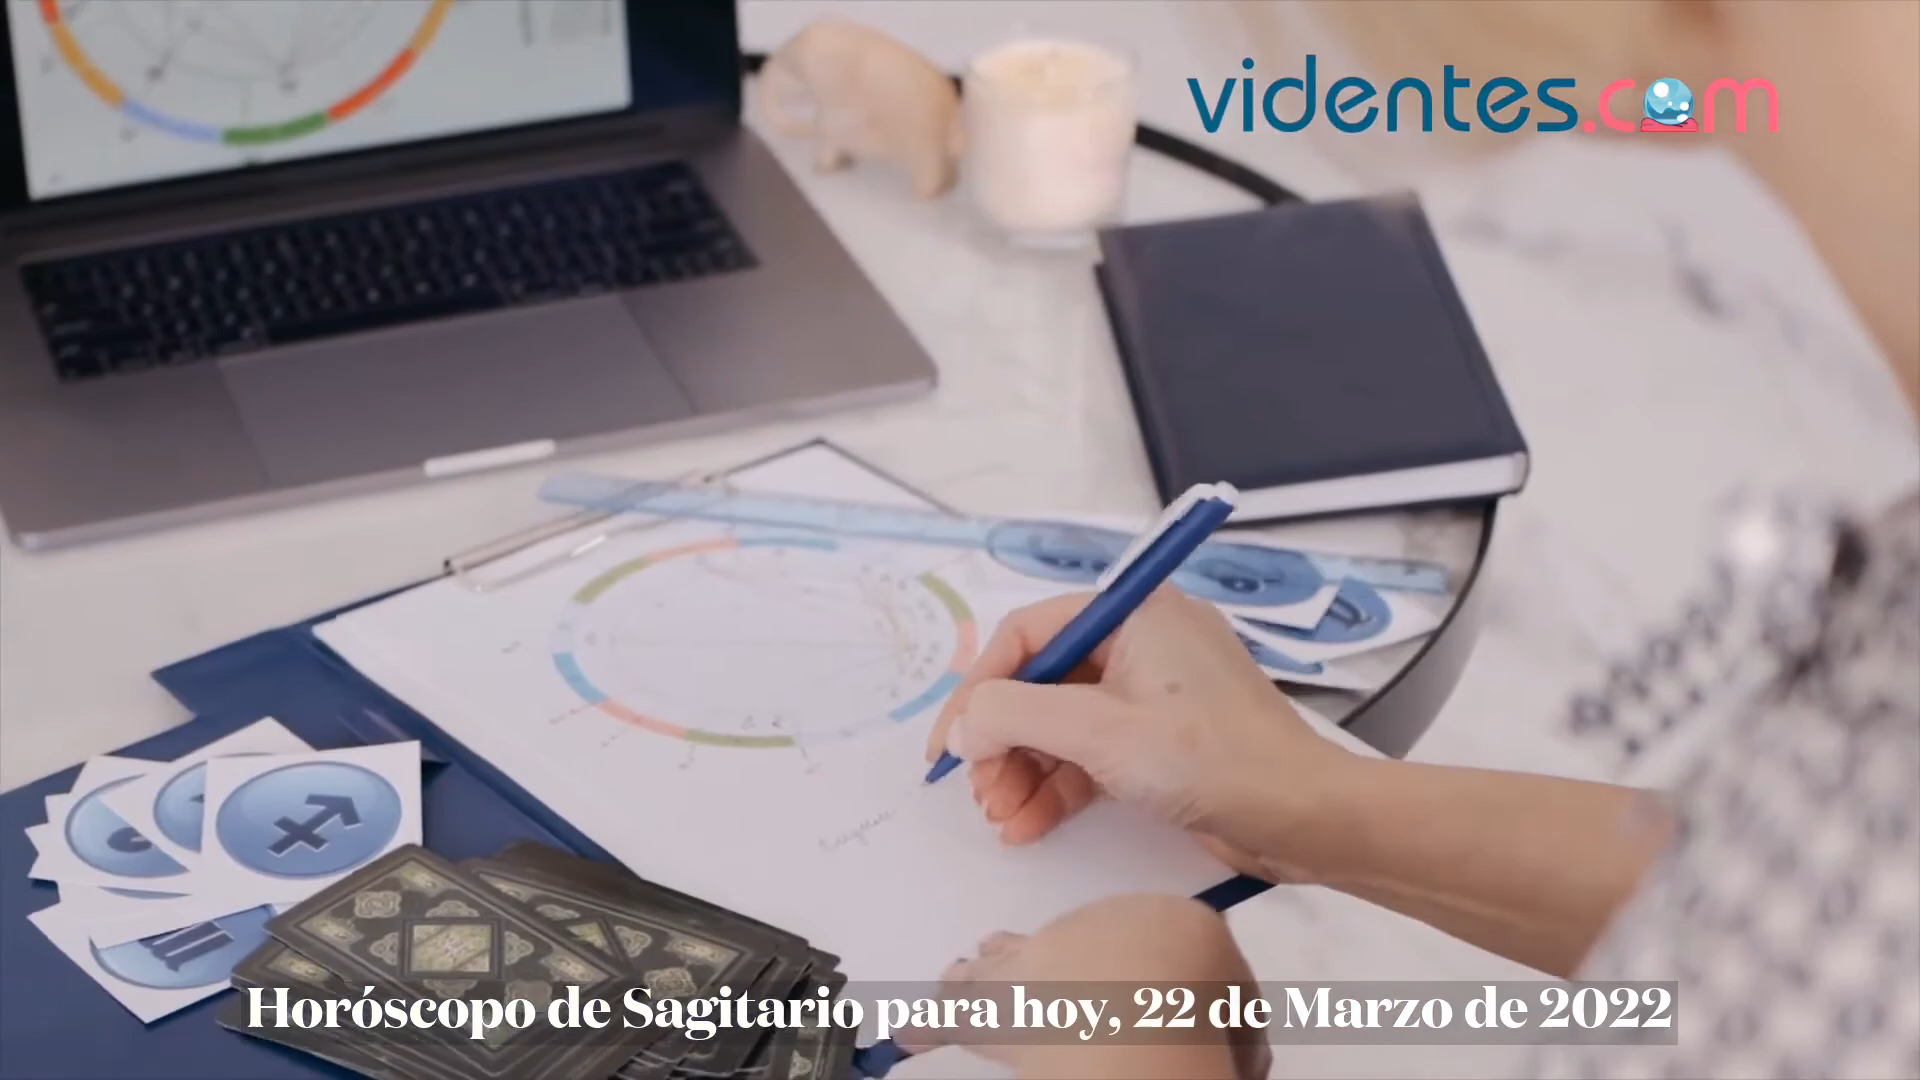 videntes.com
Horóscopo de Sagitario para hoy, 22 de Marzo de 2022